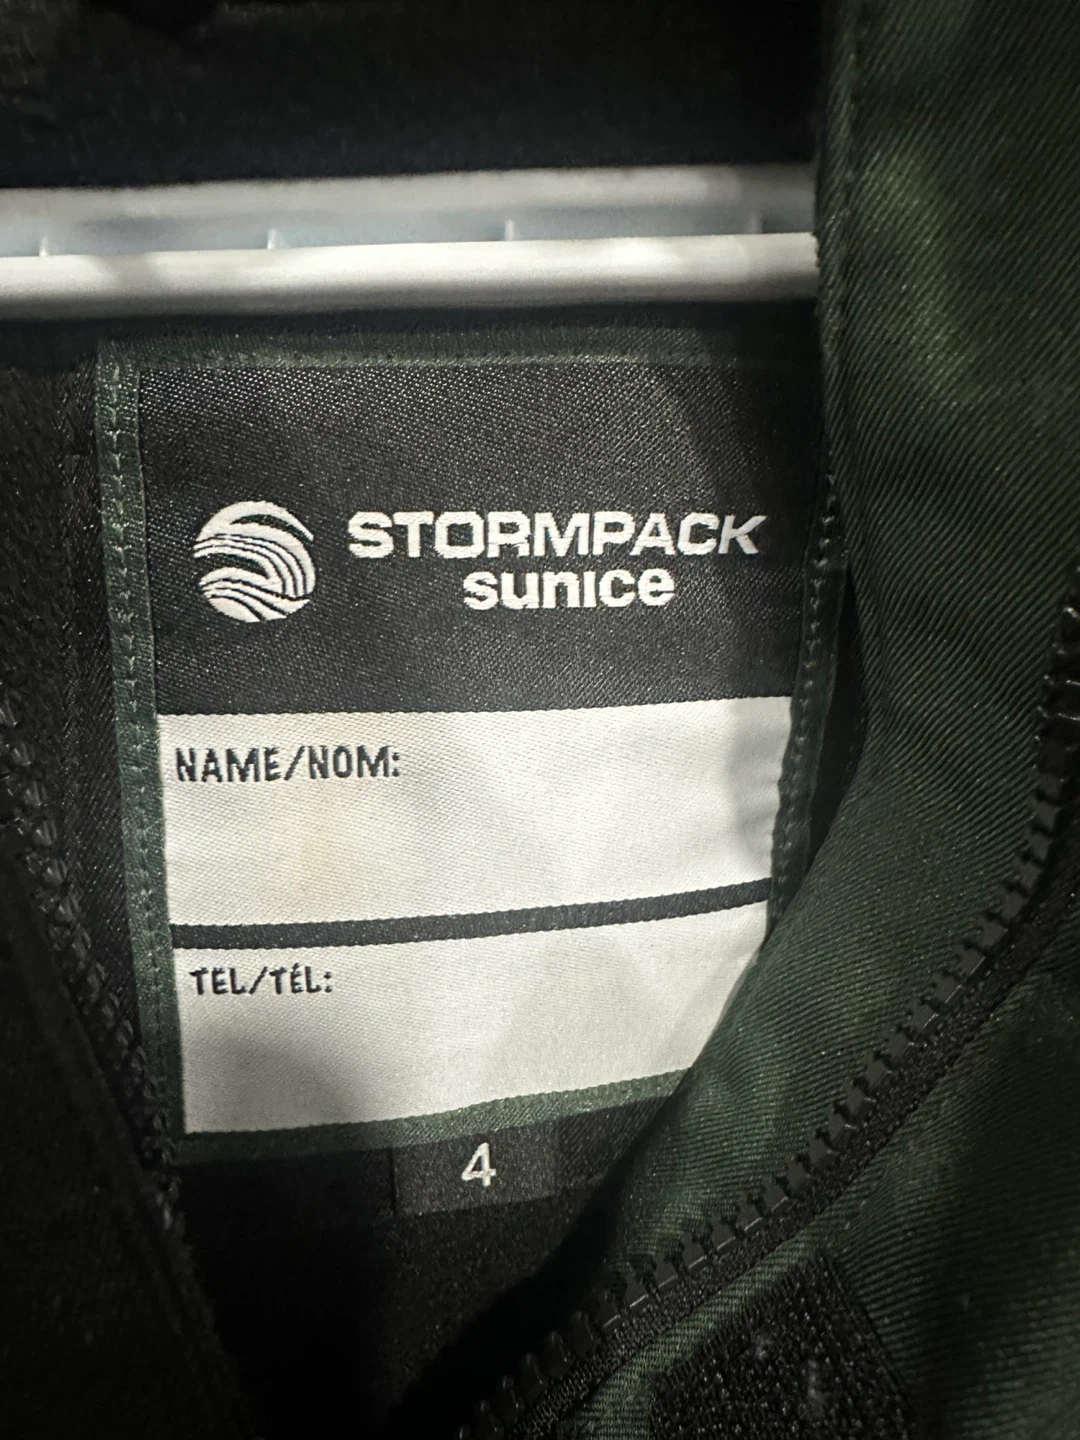 STORMPACK
sunice
NAME/NOM:
TEL/TÉL:
4